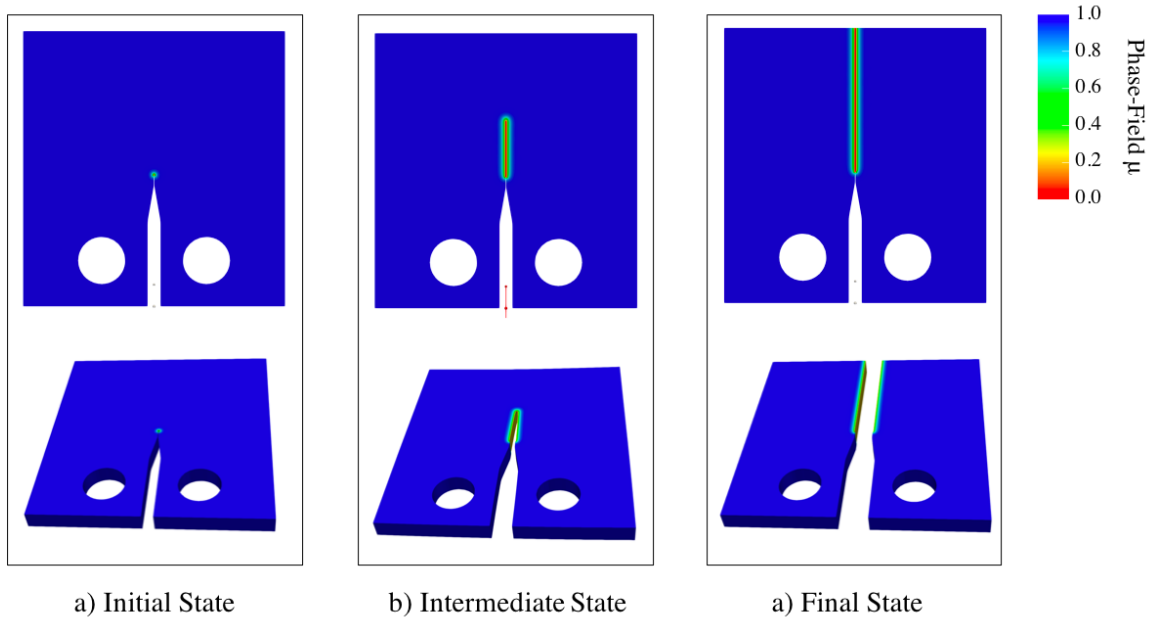 1.0
0.8
0.6
0.4
0.2
0.0
Phase-Field μ
a) Initial State
b) Intermediate State
a) Final State